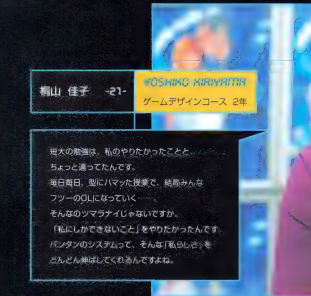 桐山 佳子 -21-
YOSHIKO KIRIYAMA
ゲームデザインコース 2年
短大の勉強は、私のやりたかったことと
ちょっと違ってたんです。
毎日毎日、型にハマッた授業で、結局みんな
フツーのOLになっていく……。
そんなのツマラナイじゃないですか。
「私にしかできないこと」をやりたかったんです。
バンタンのシステムって、そんな「私らしさ」を
どんどん伸ばしてくれるんですよね。